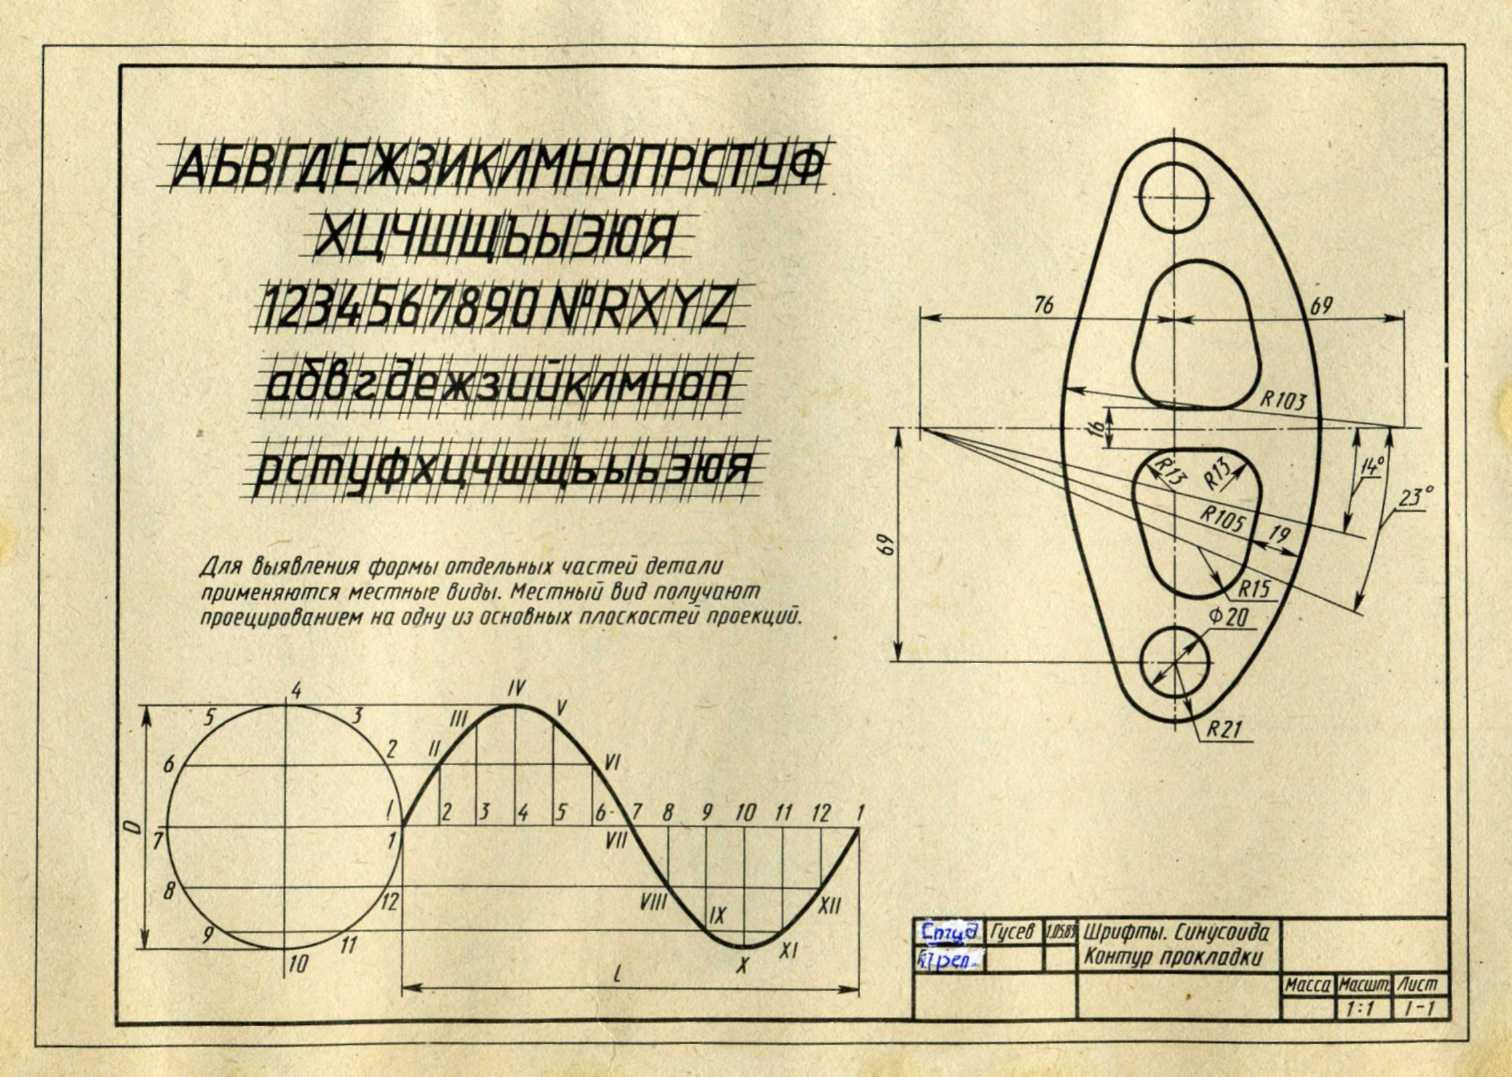 АБВГДЕЖЗИКЛМНОПРСТУФ
ХЦЧШЩЪЫЭЮЯ
1234567890 №RXYZ
абвгдежзийклмноп
рстуфхцчшщъыьэюя
Для выявления формы отдельных частей детали
применяются местные виды. Местный вид получают
проецированием на одну из основных плоскостей проекций.
4
5
3
6
2
I
7
1
8
12
9
11
10
D
II
III
IV
V
VI
2
3
4
5
6
7
8
9
10
11
12
1
VII
VIII
IX
X
XI
XII
L
76
69
R103
16
14°
23°
R13
R13
R105
19
69
R15
Φ20
R21
Студ
Гусев
Шрифты. Синусоида
Контур прокладки
Масса
Масшт.
Лист
1:1
1-1